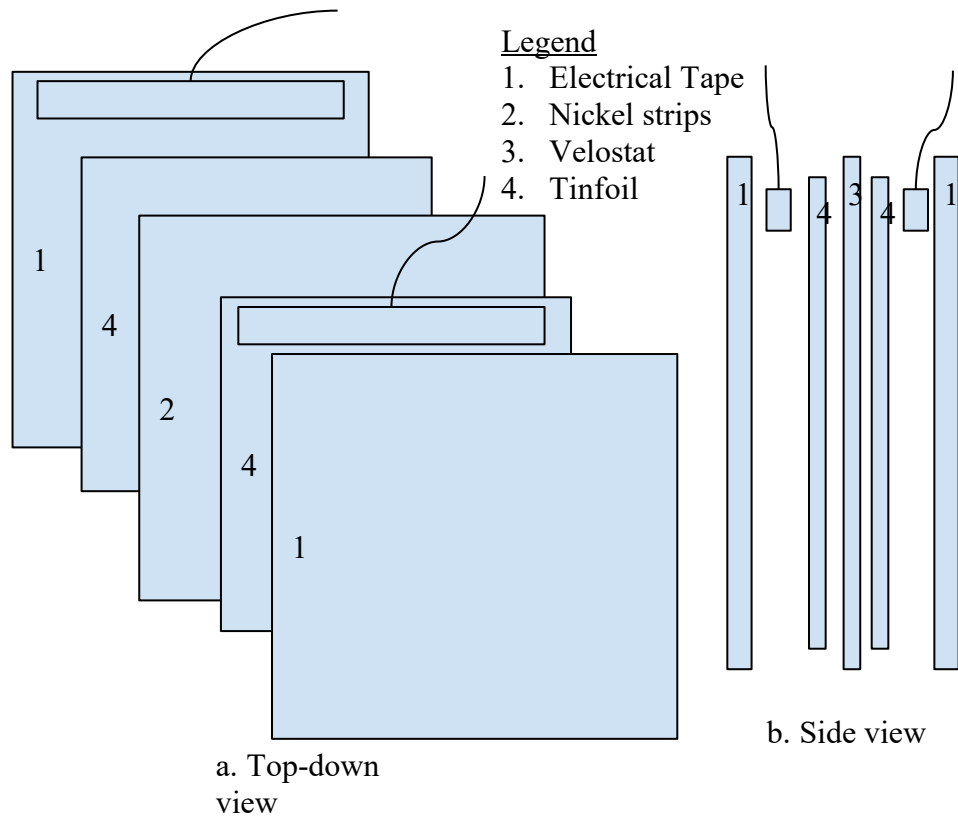 Legend
1. Electrical Tape
2. Nickel strips
3. Velostat
4. Tinfoil
1
4
2
4
1
1
4
3
4
1
a. Top-down
view
b. Side view